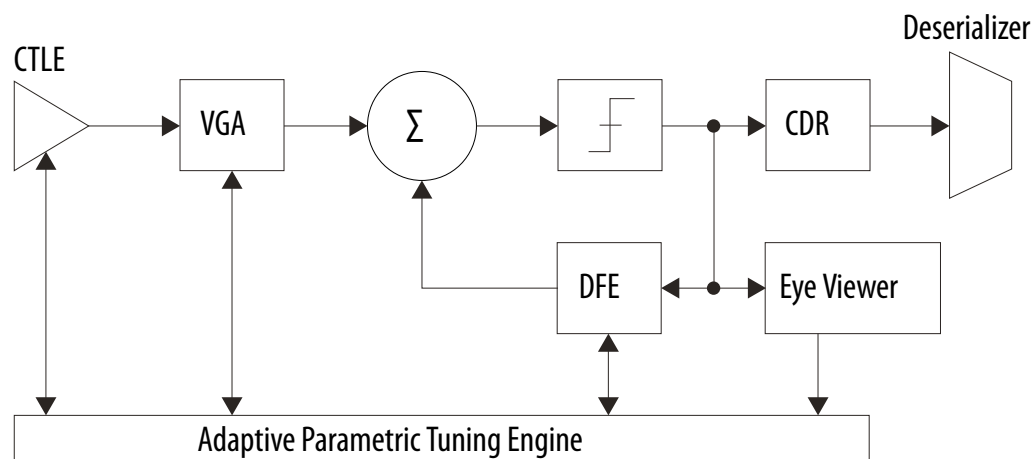 Deserializer
CTLE
VGA
Σ
CDR
DFE
Eye Viewer
Adaptive Parametric Tuning Engine